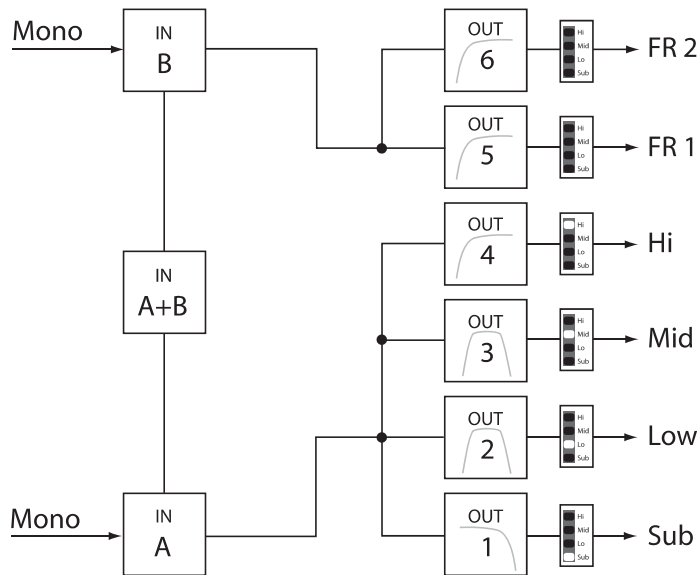 Mono
IN
B
OUT
6
Hi
Mid
Lo
Sub
FR 2
OUT
5
Hi
Mid
Lo
Sub
FR 1
IN
A+B
OUT
4
Hi
Mid
Lo
Sub
Hi
OUT
3
Hi
Mid
Lo
Sub
Mid
OUT
2
Hi
Mid
Lo
Sub
Low
Mono
IN
A
OUT
1
Hi
Mid
Lo
Sub
Sub